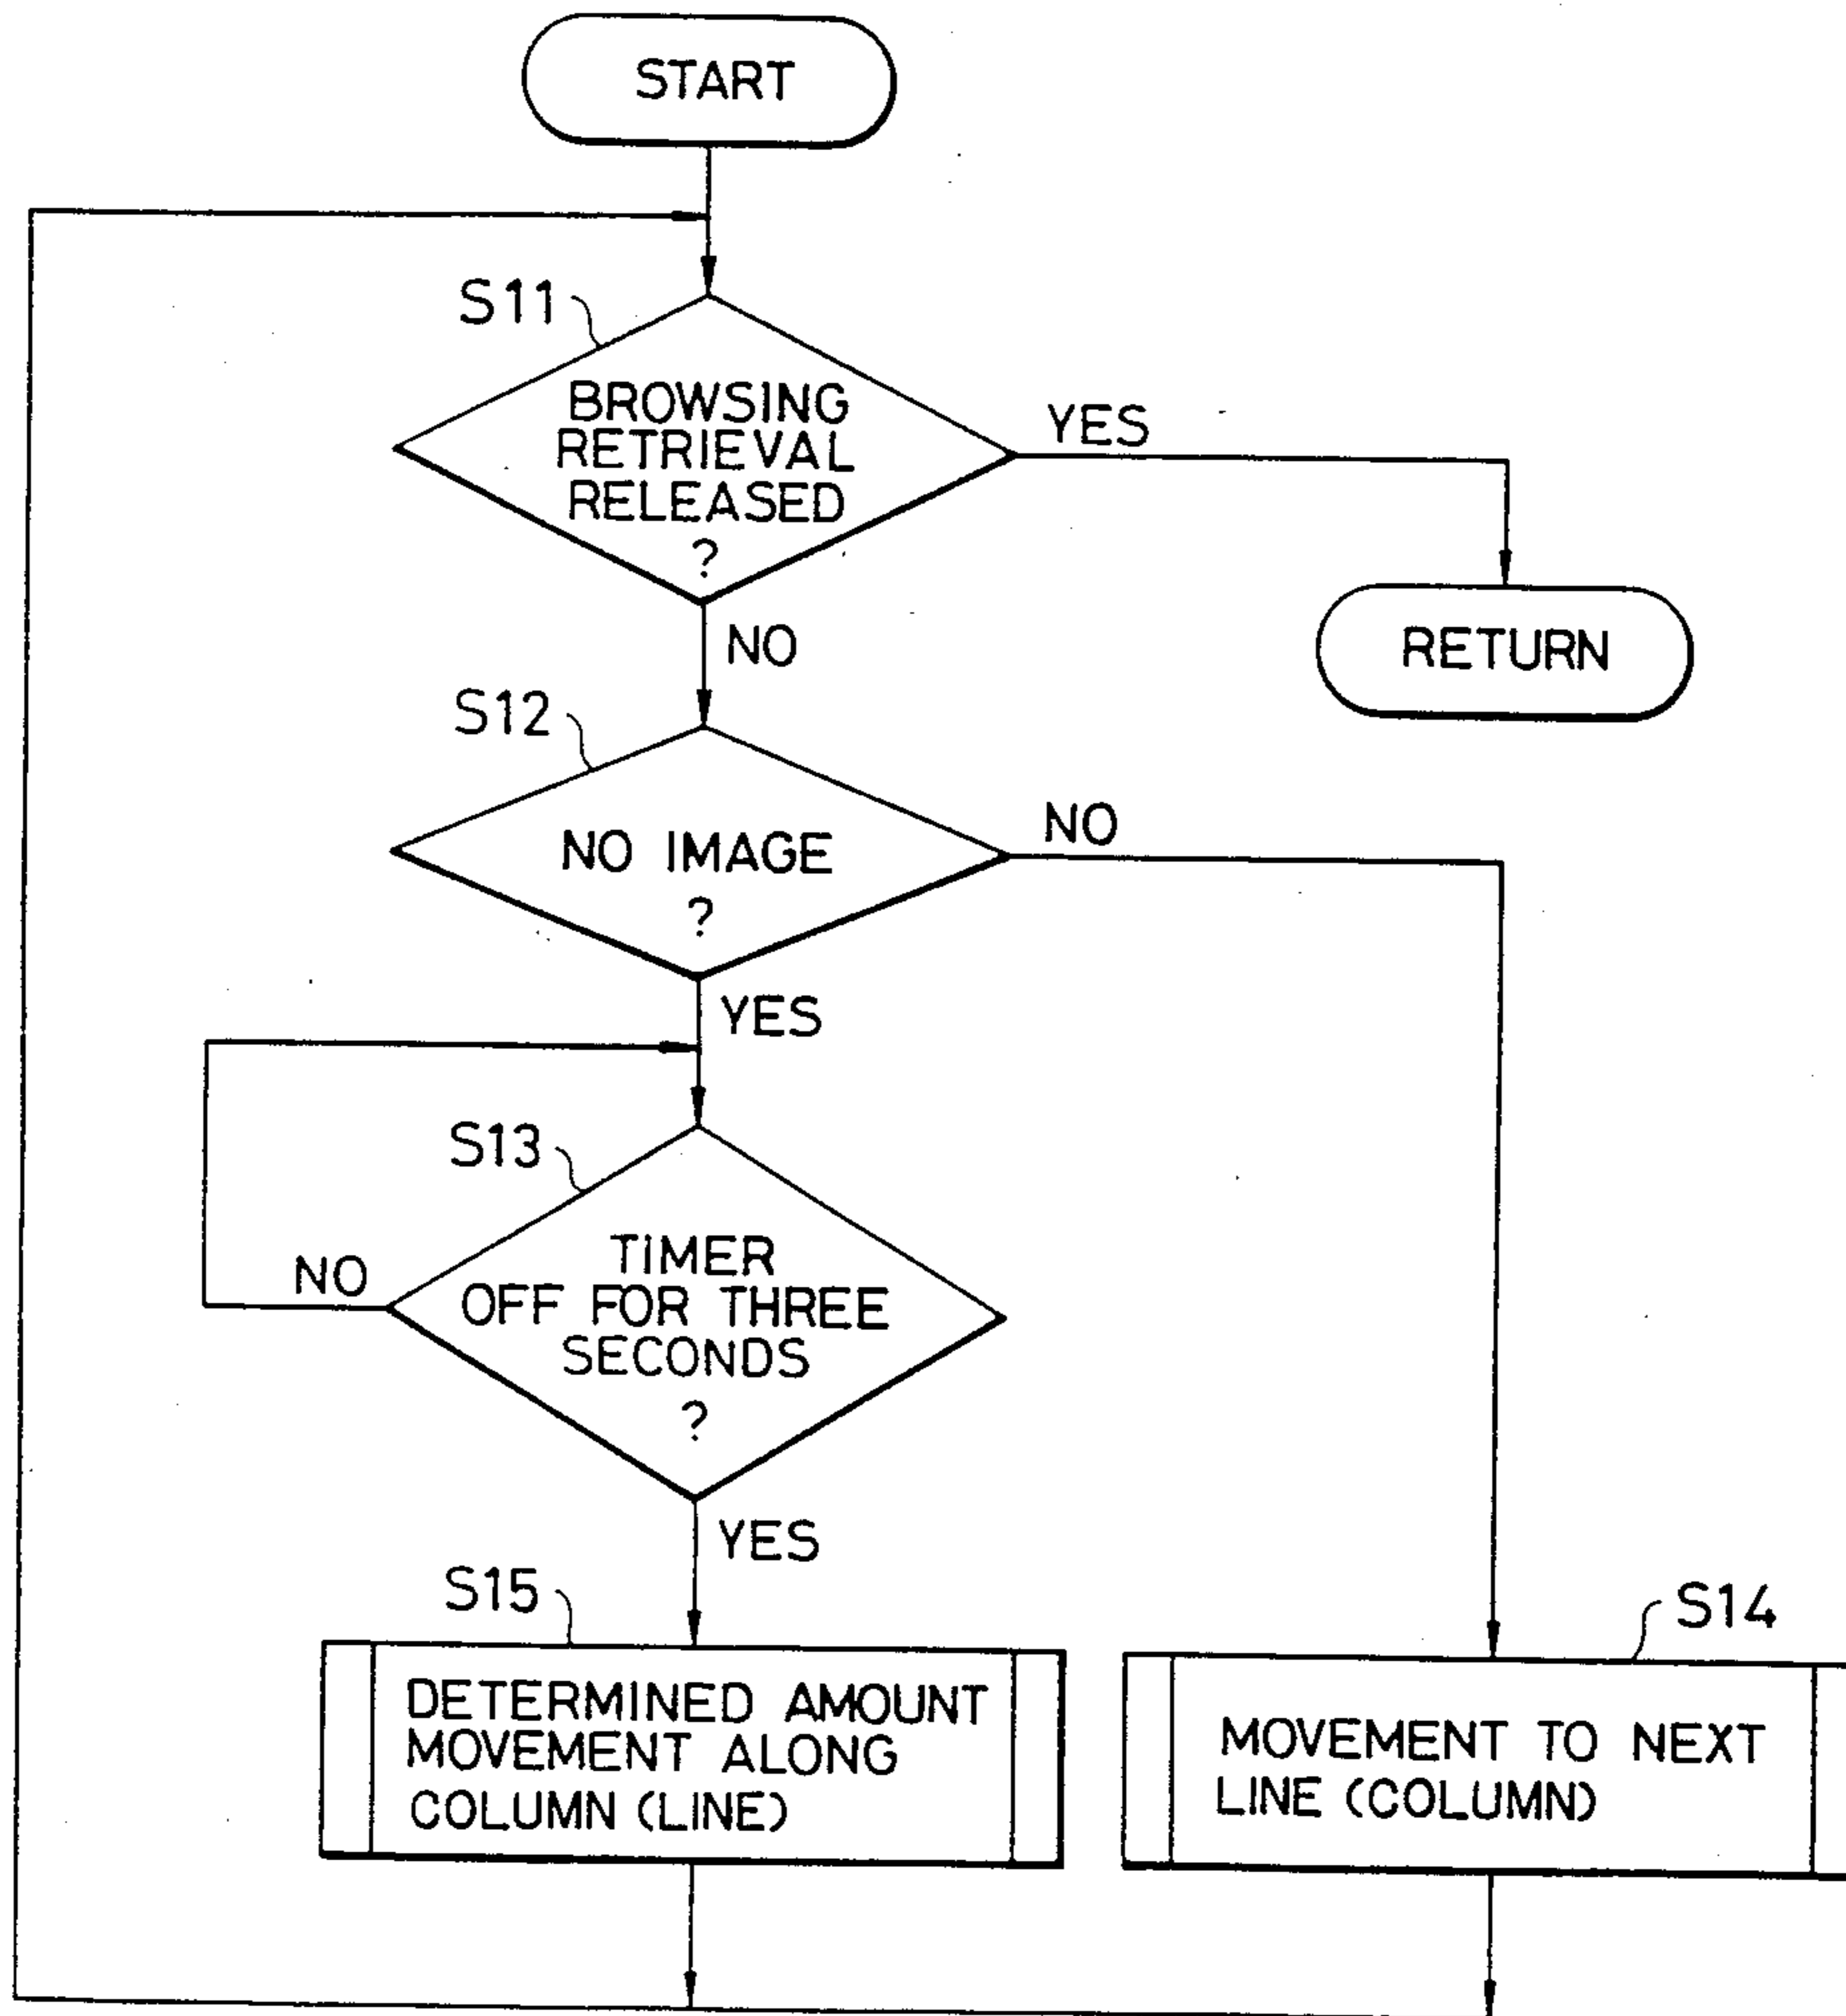 START
S11
BROWSING
RETRIEVAL
RELEASED
?
YES
RETURN
NO
S12
NO IMAGE
?
NO
YES
S13
TIMER
OFF FOR THREE
SECONDS
?
NO
YES
S15
DETERMINED AMOUNT
MOVEMENT ALONG
COLUMN (LINE)
S14
MOVEMENT TO NEXT
LINE (COLUMN)